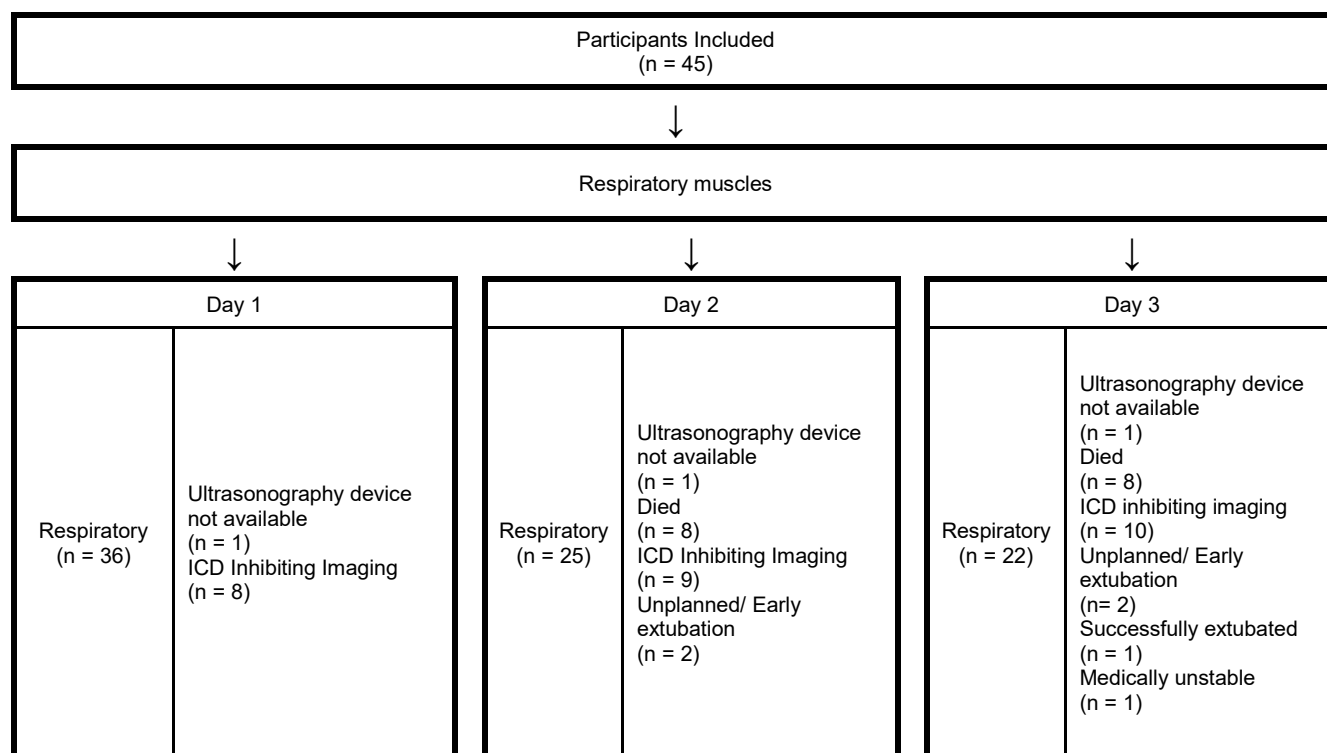 Participants Included
(n = 45)
↓
Respiratory muscles
↓ ↓ ↓
Day 1
Respiratory
(n = 36)
Ultrasonography device
not available
(n = 1)
ICD Inhibiting Imaging
(n = 8)
Day 2
Respiratory
(n = 25)
Ultrasonography device
not available
(n = 1)
Died
(n = 8)
ICD Inhibiting Imaging
(n = 9)
Unplanned/ Early
extubation
(n = 2)
Day 3
Respiratory
(n = 22)
Ultrasonography device
not available
(n = 1)
Died
(n = 8)
ICD inhibiting imaging
(n = 10)
Unplanned/ Early
extubation
(n= 2)
Successfully extubated
(n = 1)
Medically unstable
(n = 1)